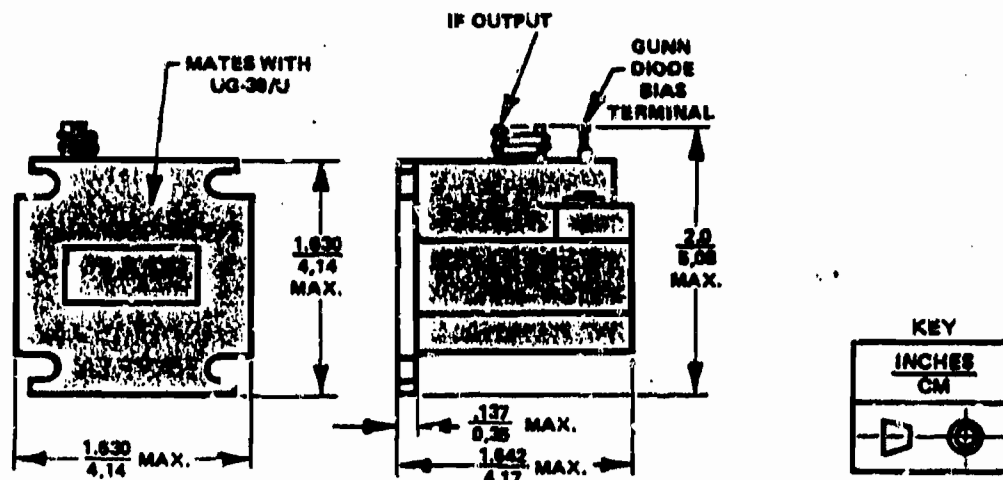 IF OUTPUT
MATES WITH
UG-39/U
GUNN
DIODE
BIAS
TERMINAL
1.630
4,14
MAX.
2.0
5,08
MAX.
KEY
INCHES
CM
.137
0,35
MAX.
1.630
4,14
MAX.
1.642
4,17
MAX.